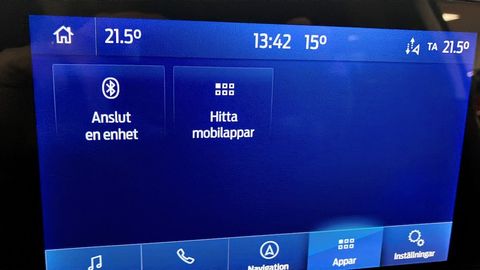 21.5°
13:42 15°
TA 21.5°
Anslut
en enhet
Hitta
mobilappar
Navigation
Appar
Inställningar